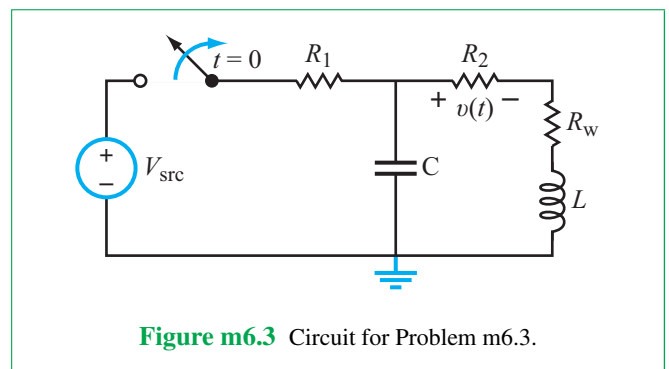 t = 0
R1
R2
+ v(t) −
Rw
+
−
Vsrc
C
L
Figure m6.3 Circuit for Problem m6.3.